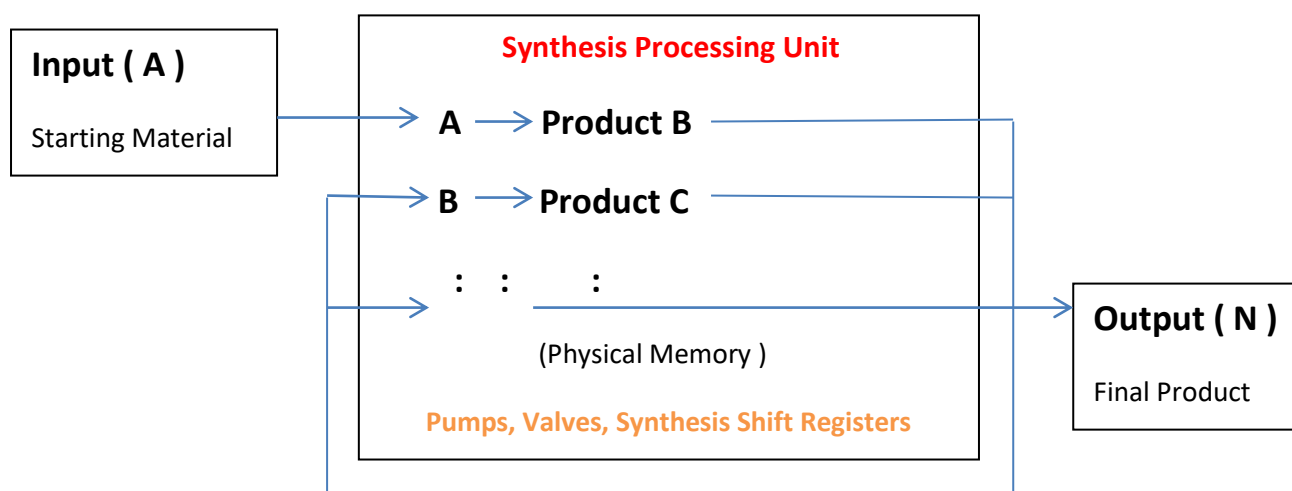 Synthesis Processing Unit
Input ( A )
Starting Material
A Product B
B Product C
: : :
Output ( N )
(Physical Memory )
Final Product
Pumps, Valves, Synthesis Shift Registers